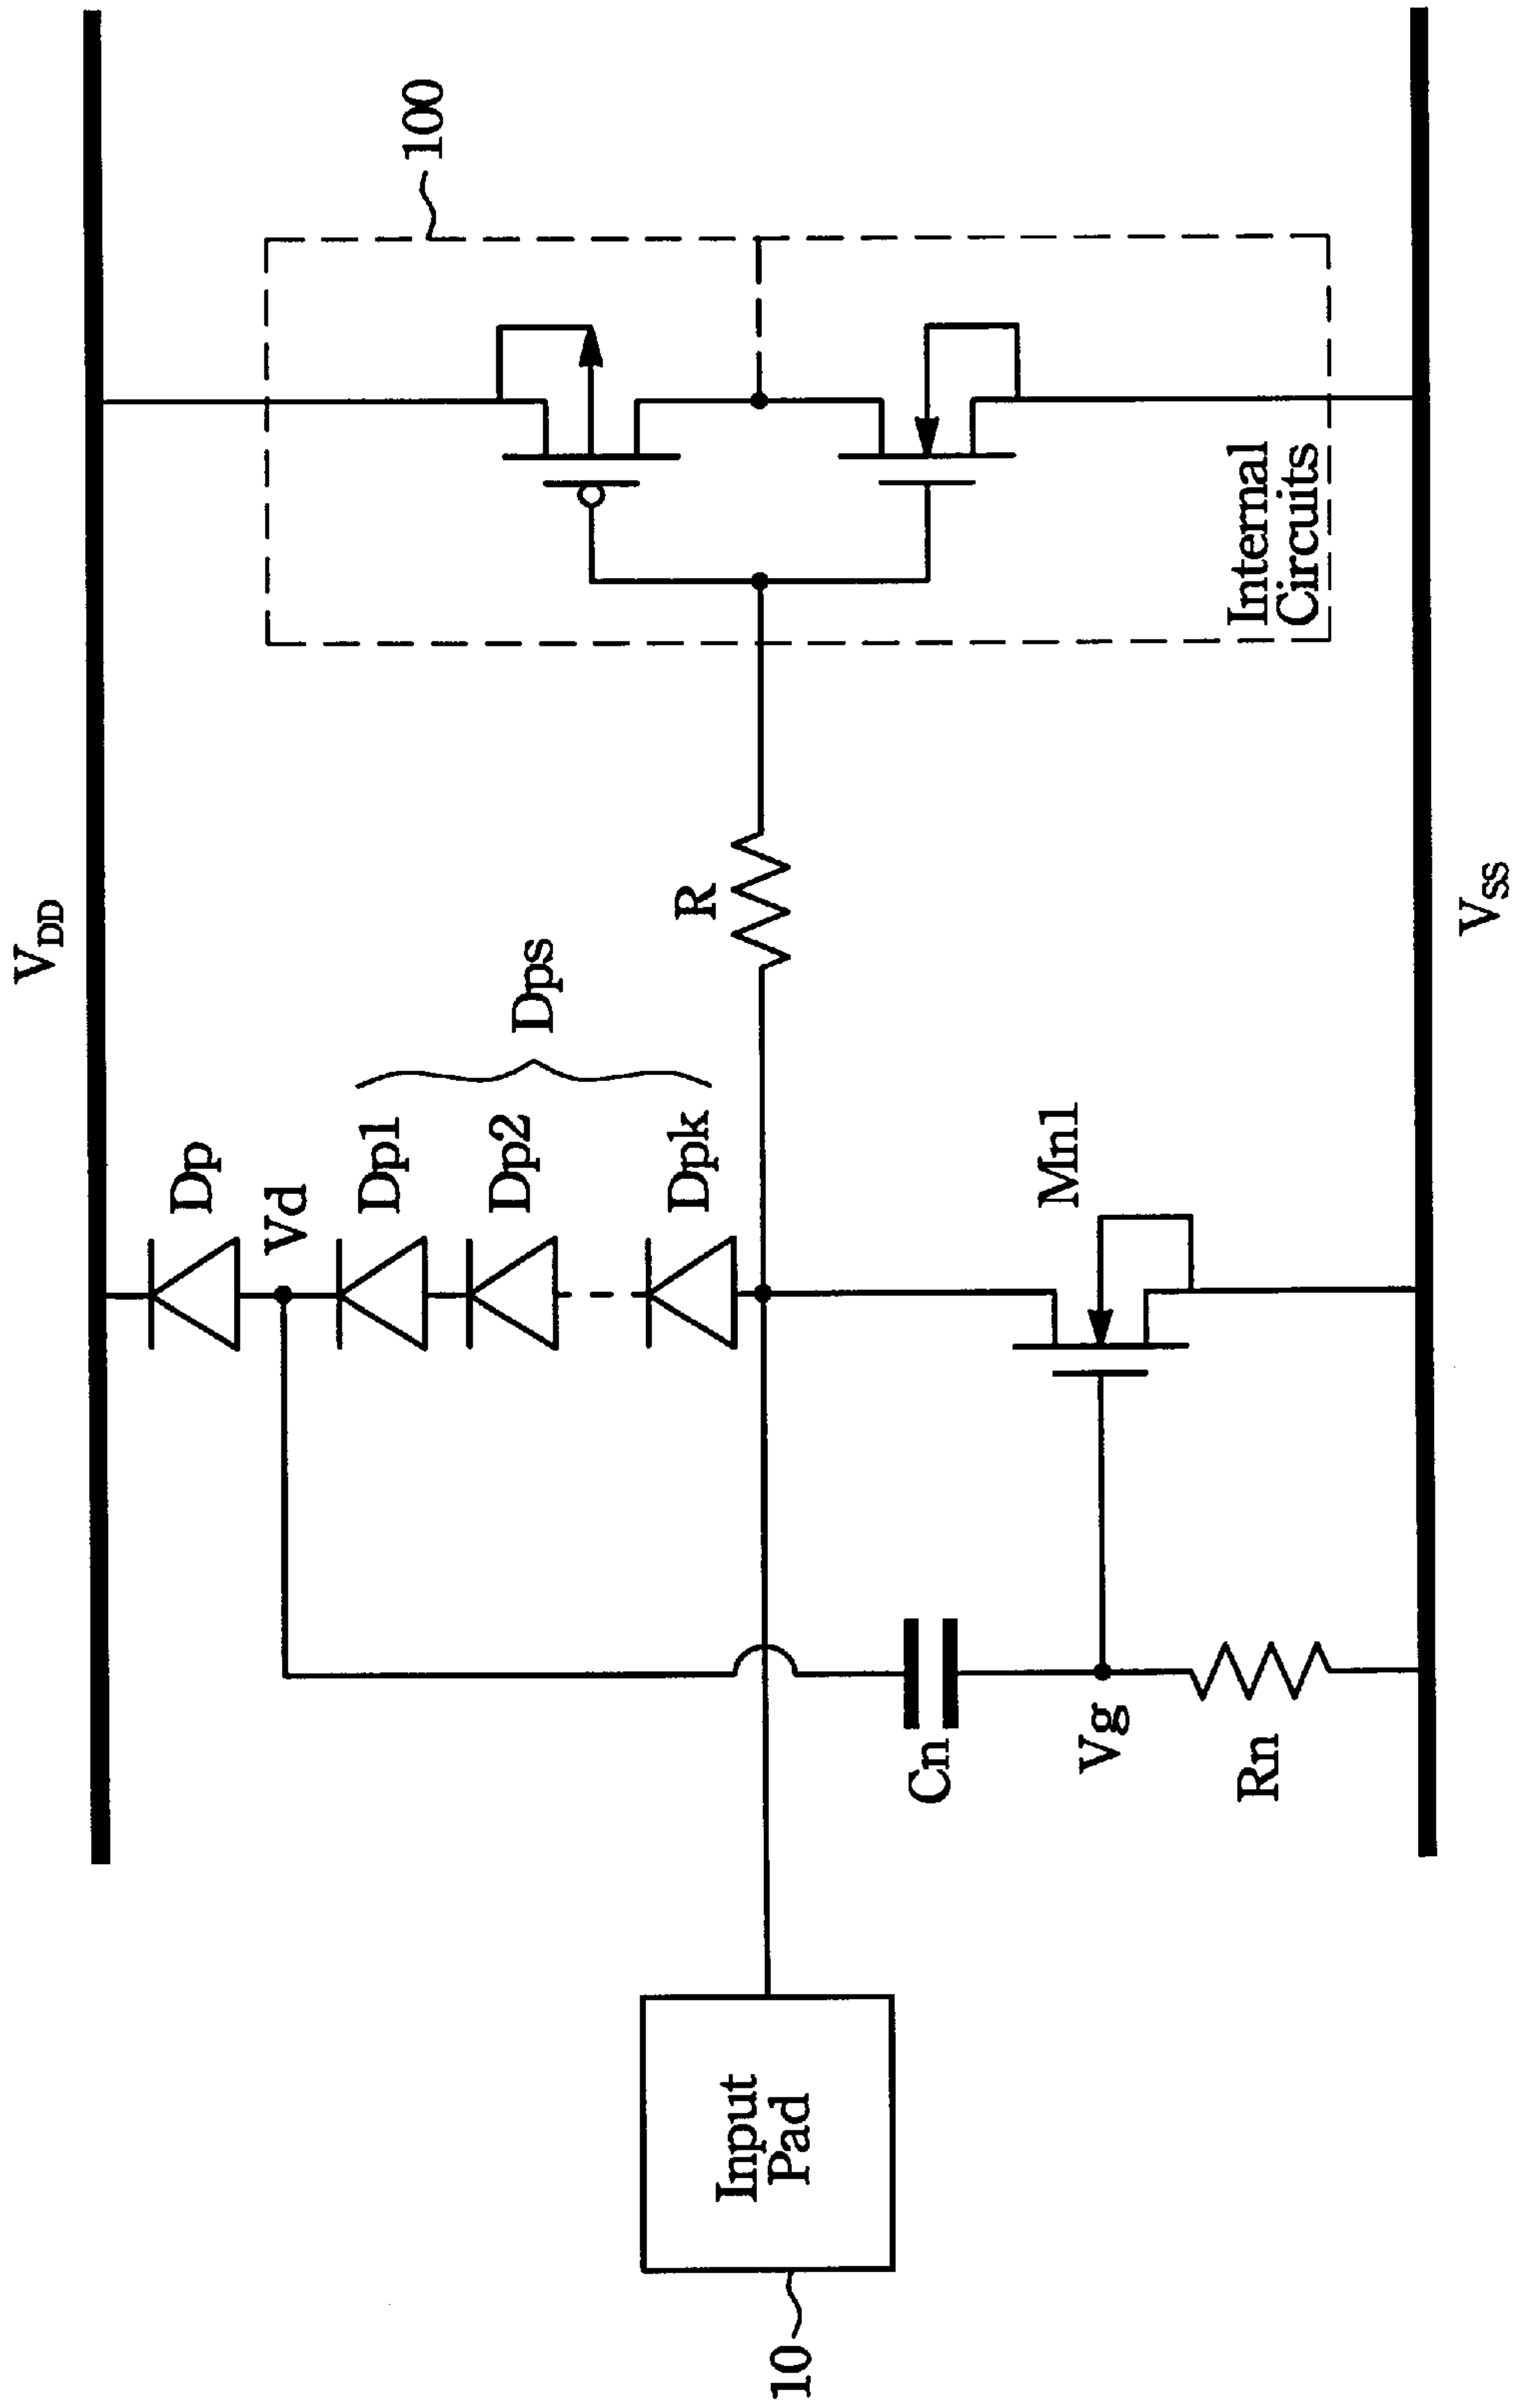 V_DD
Dp
Vd
Dp1
Dp2
Dpk
Dps
R
100
Internal
Circuits
Input
Pad
10
Cn
Vg
Rn
Mn1
V_SS